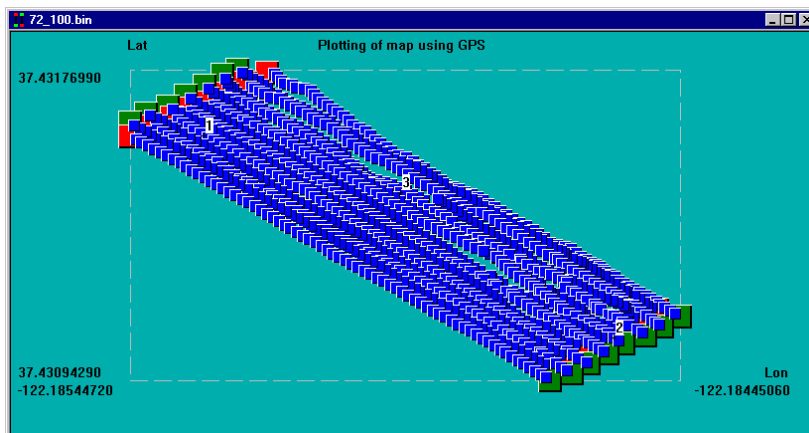 72_100.bin
Lat
Plotting of map using GPS
37.43176990
1
3
2
37.43094290
Lon
-122.18544720
-122.18445060